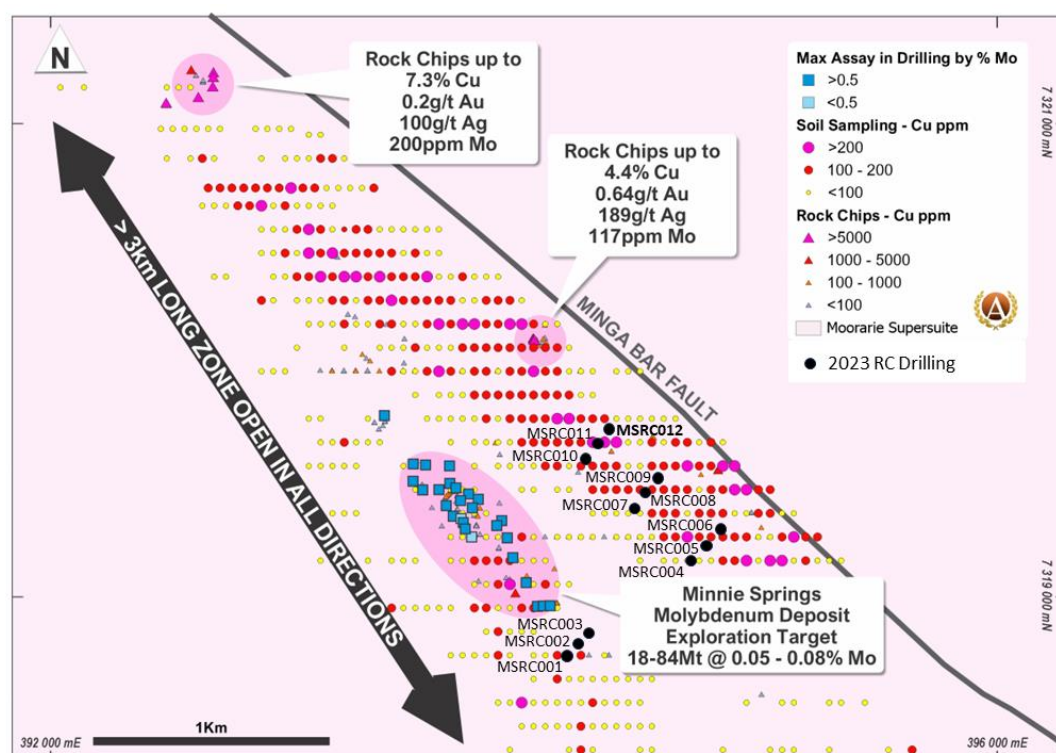 N
Rock Chips up to
7.3% Cu
0.2g/t Au
100g/t Ag
200ppm Mo
Rock Chips up to
4.4% Cu
0.64g/t Au
189g/t Ag
117ppm Mo
Max Assay in Drilling by % Mo
>0.5
<0.5
Soil Sampling - Cu ppm
>200
100 - 200
<100
Rock Chips - Cu ppm
>5000
1000 - 5000
100 - 1000
<100
Moorarie Supersuite
A
2023 RC Drilling
7 321 000 mN
> 3km LONG ZONE OPEN IN ALL DIRECTIONS
MINGA BAR FAULT
MSRC012
MSRC011
MSRC010
MSRC009
MSRC008
MSRC007
MSRC006
MSRC005
MSRC004
7 319 000 mN
Minnie Springs
Molybdenum Deposit
Exploration Target
18-84Mt @ 0.05 - 0.08% Mo
MSRC003
MSRC002
MSRC001
1Km
392 000 mE
396 000 mE